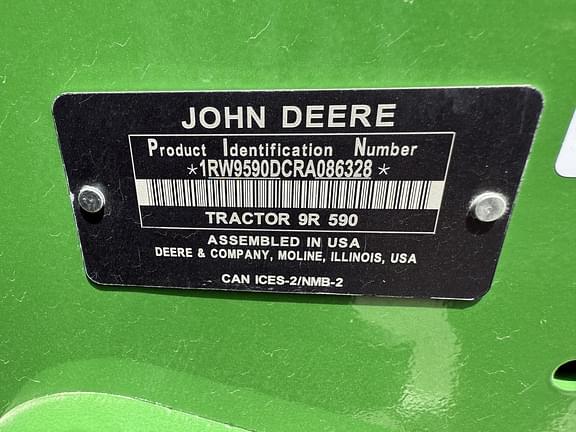 JOHN DEERE
Product Identification Number
*1RW9590DCRA086328*
TRACTOR 9R 590
ASSEMBLED IN USA
DEERE & COMPANY, MOLINE, ILLINOIS, USA
CAN ICES-2/NMB-2